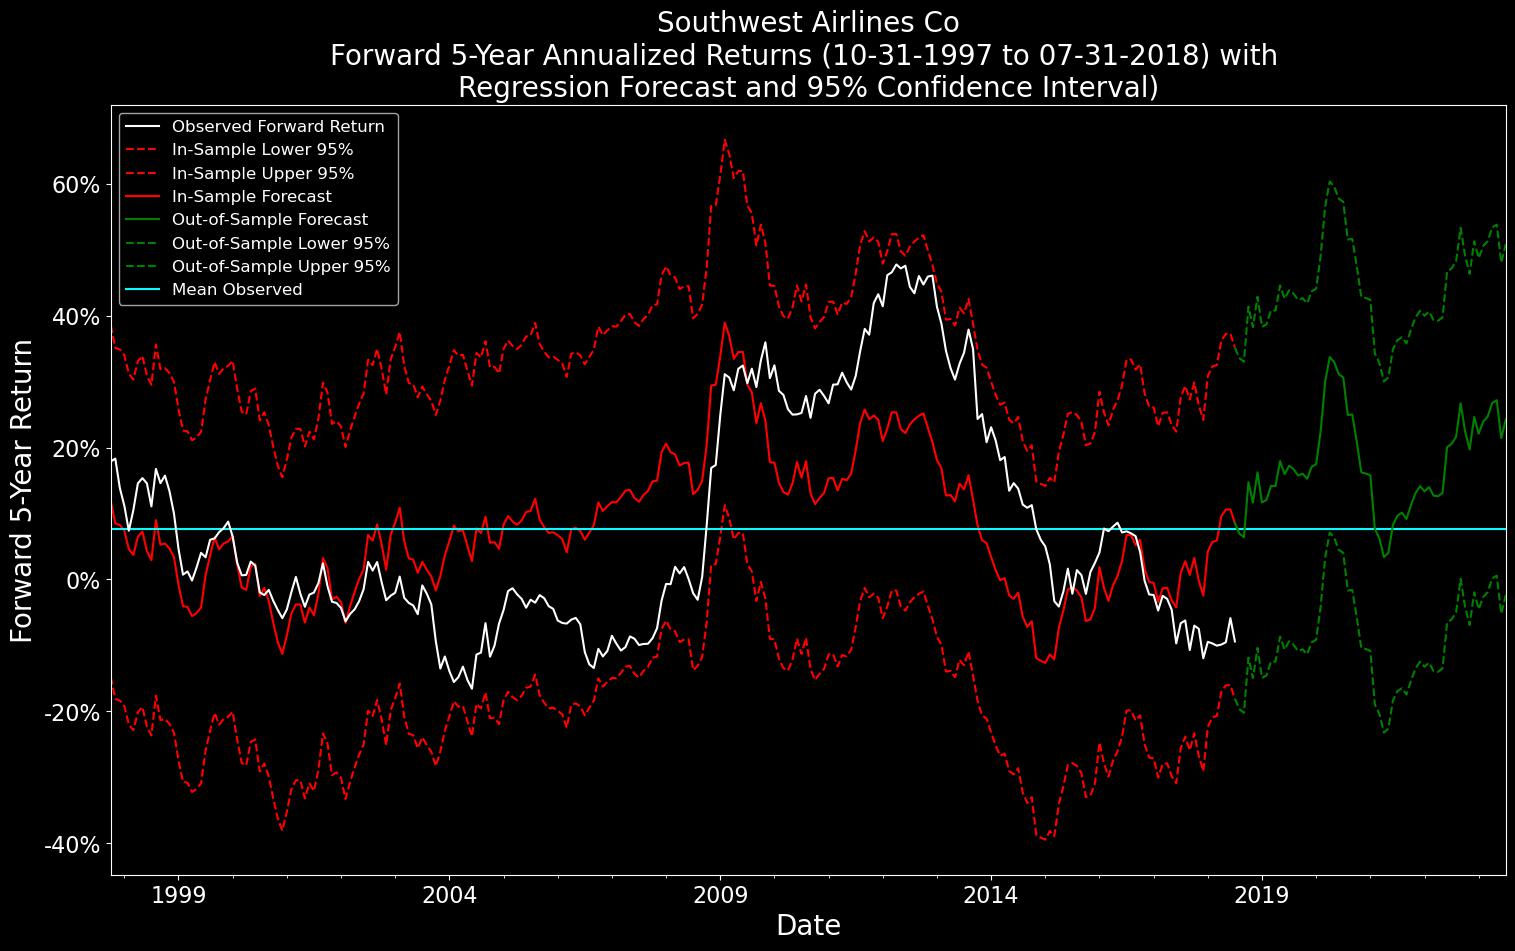 Southwest Airlines Co
Forward 5-Year Annualized Returns (10-31-1997 to 07-31-2018) with
Regression Forecast and 95% Confidence Interval)
Observed Forward Return
In-Sample Lower 95%
In-Sample Upper 95%
In-Sample Forecast
Out-of-Sample Forecast
Out-of-Sample Lower 95%
Out-of-Sample Upper 95%
Mean Observed
Forward 5-Year Return
60%
40%
20%
0%
-20%
-40%
1999 2004 2009 2014 2019
Date